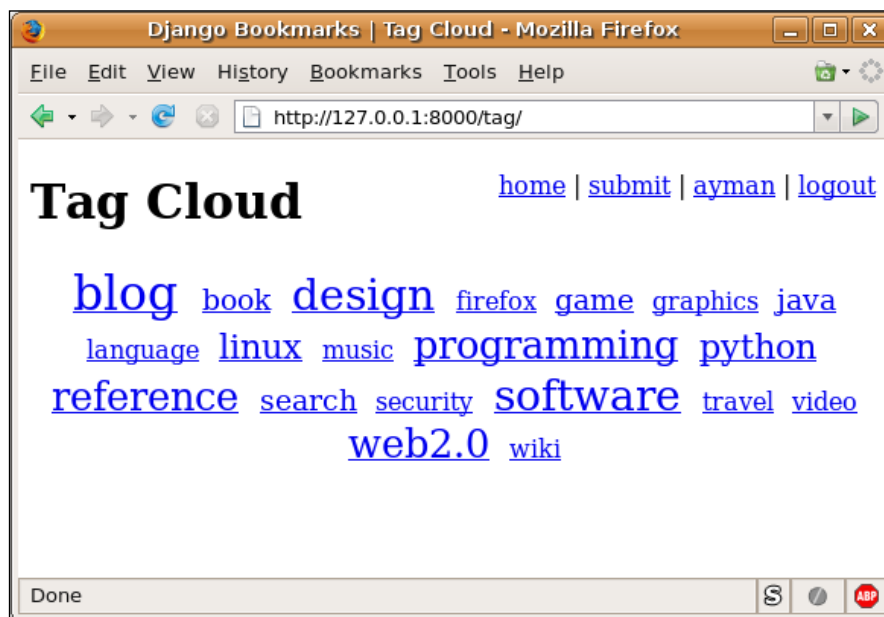 Django Bookmarks | Tag Cloud - Mozilla Firefox
File Edit View History Bookmarks Tools Help
http://127.0.0.1:8000/tag/
home | submit | ayman | logout
Tag Cloud
blog book design firefox game graphics java
language linux music programming python
reference search security software travel video
web2.0 wiki
Done
S
ABP